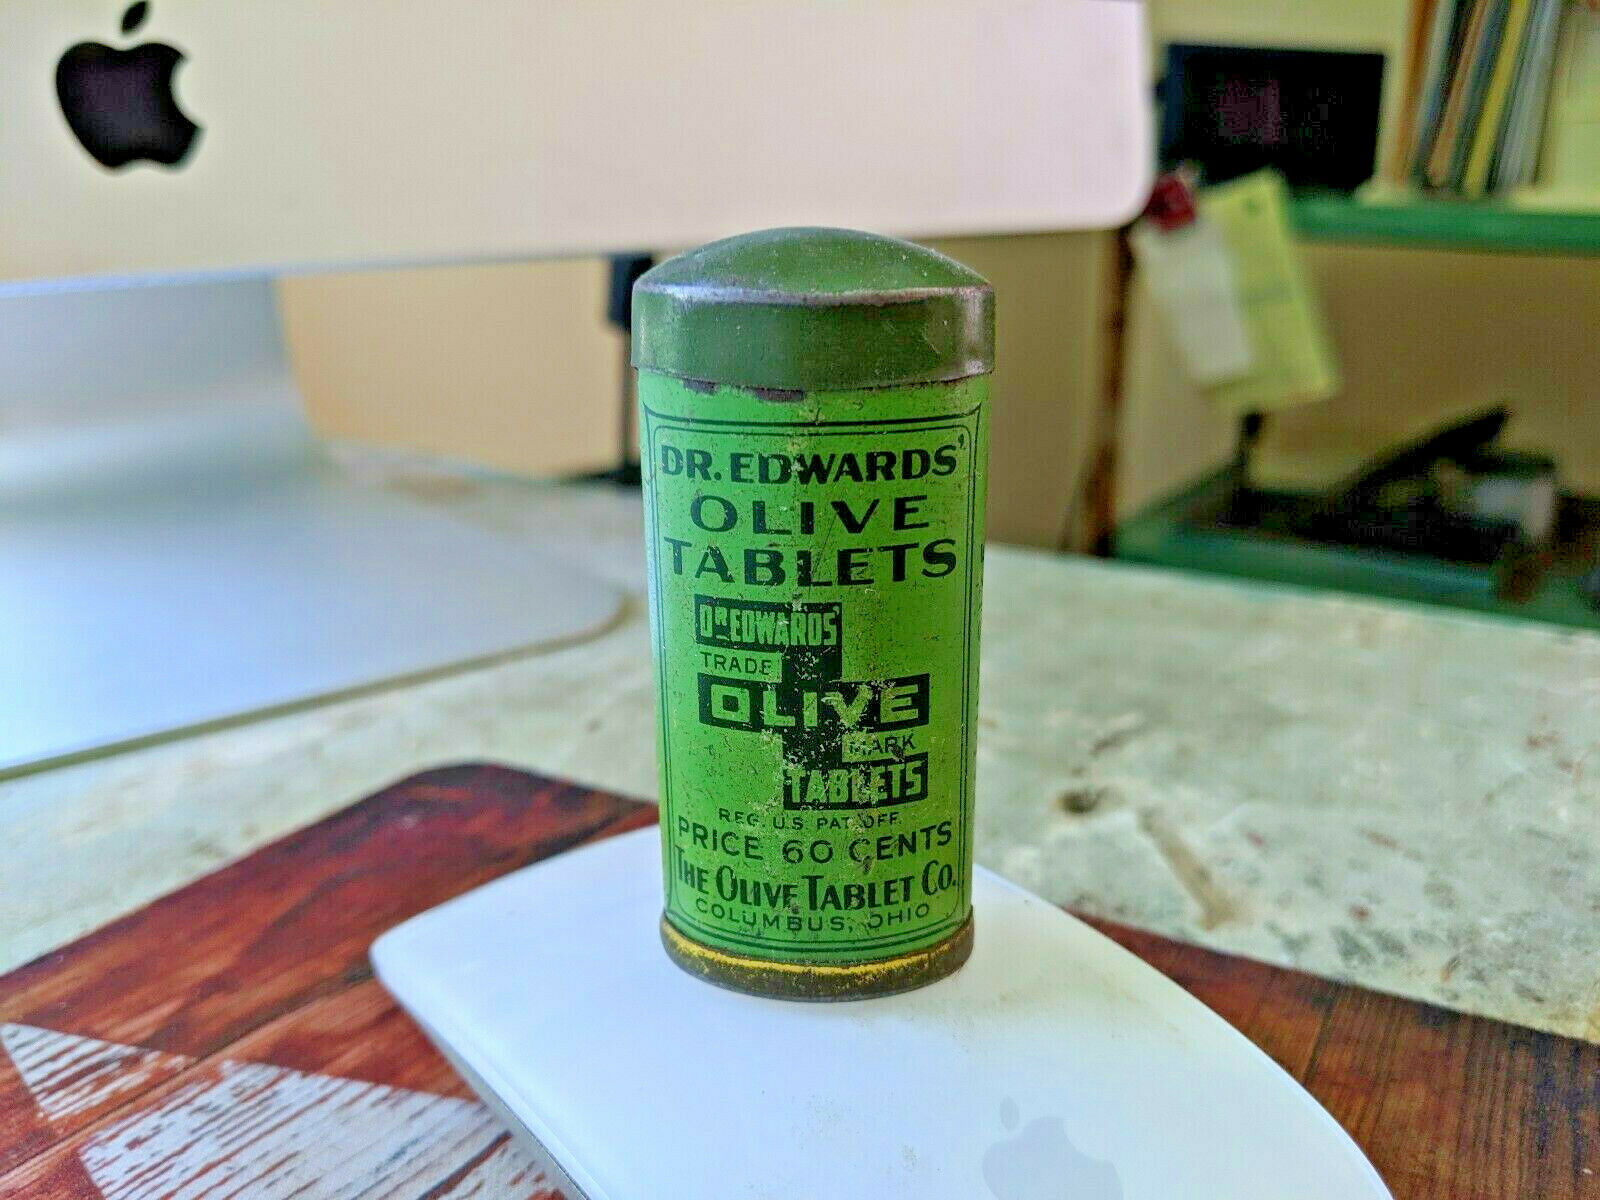 DR. EDWARDS'
OLIVE
TABLETS
DR EDWARDS'
TRADE
OLIVE
MARK
TABLETS
REG. U.S. PAT. OFF.
PRICE 60 CENTS
THE OLIVE TABLET CO.
COLUMBUS, OHIO